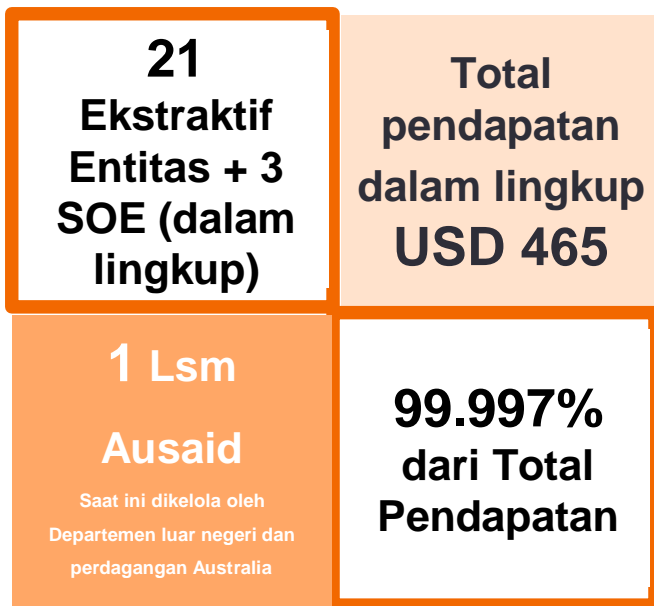 21
Ekstraktif
Entitas + 3
SOE (dalam
lingkup)
Total
pendapatan
dalam lingkup
USD 465
1 Lsm
Ausaid
Saat ini dikelola oleh
Departemen luar negeri dan
perdagangan Australia
99.997%
dari Total
Pendapatan